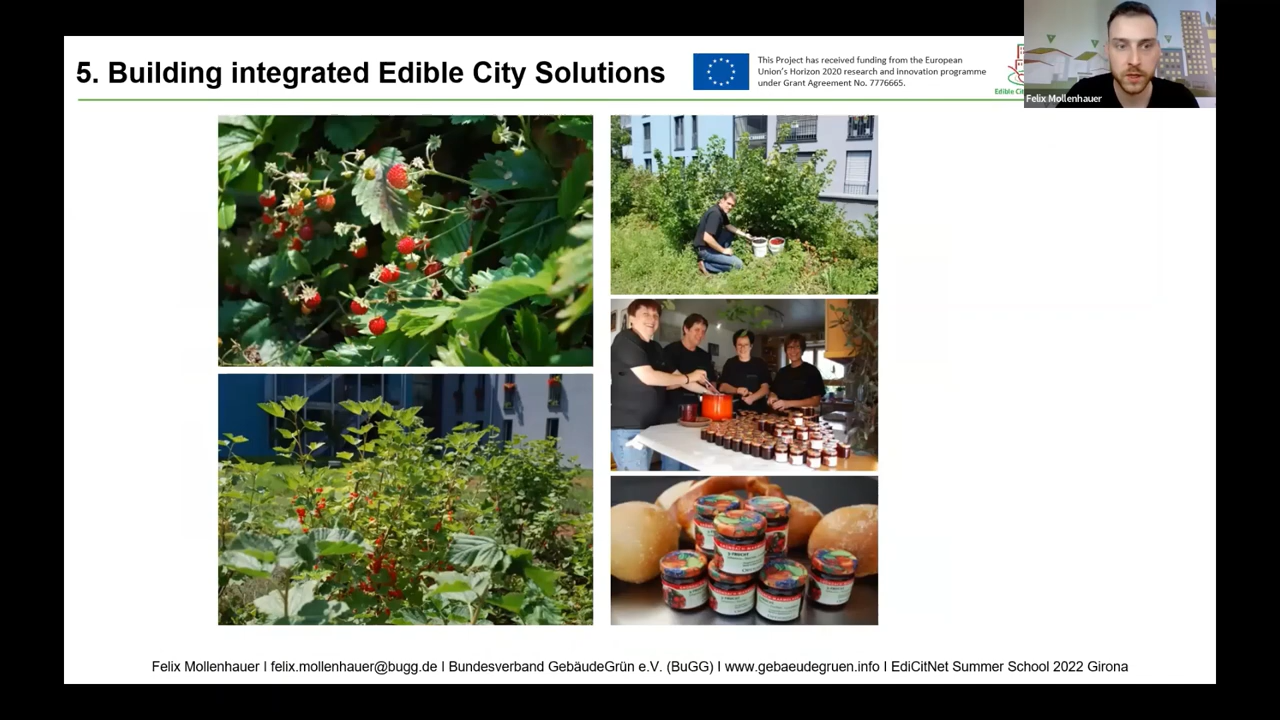 5. Building integrated Edible City Solutions
This Project has received funding from the European
Union's Horizon 2020 research and innovation programme
under Grant Agreement No. 7776665.
Edible Ci
Felix Mollenhauer
Felix Mollenhauer I felix.mollenhauer@bugg.de I Bundesverband GebäudeGrün e.V. (BuGG) I www.gebaeudegruen.info I EdiCitNet Summer School 2022 Girona